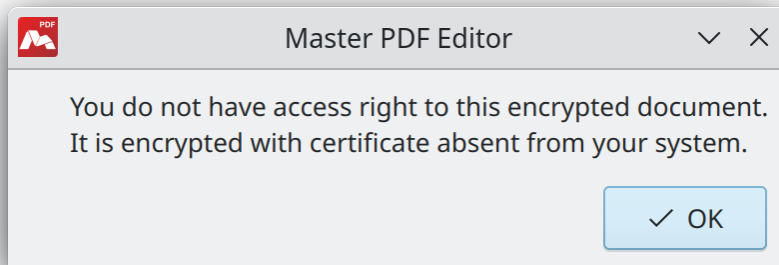 PDF
Master PDF Editor
You do not have access right to this encrypted document.
It is encrypted with certificate absent from your system.
OK